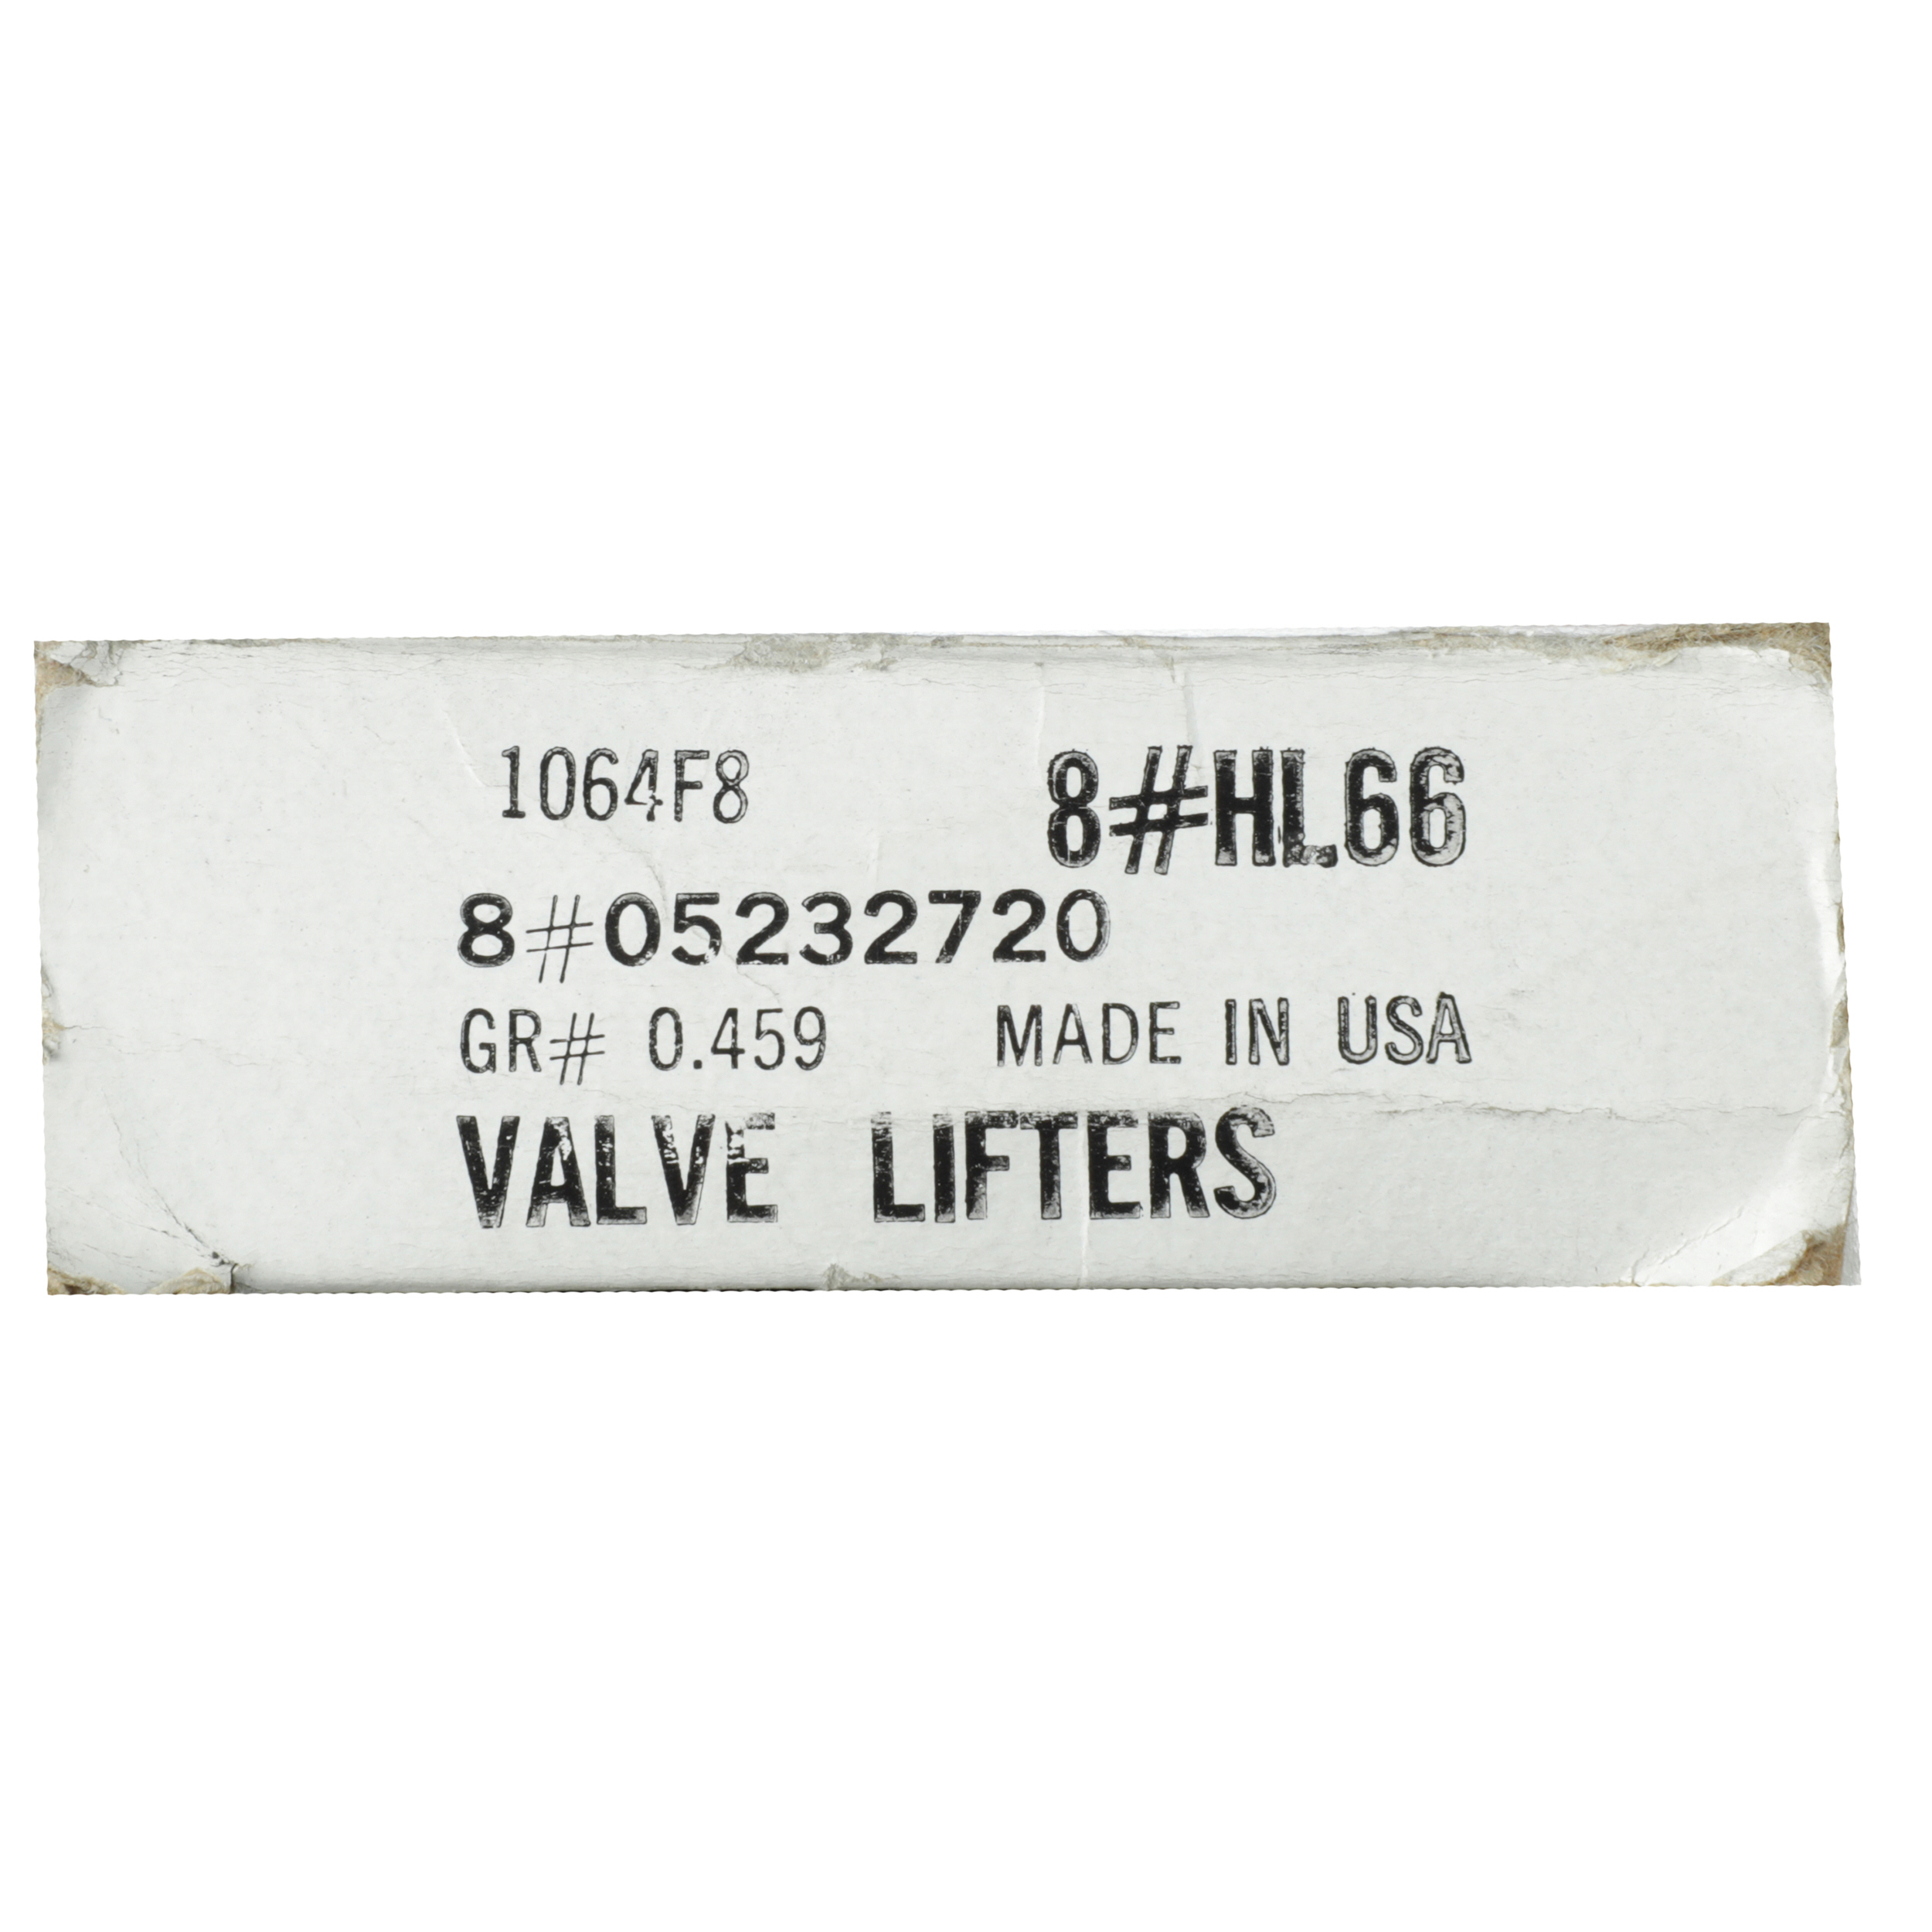 1064F8 8#HL66
8#05232720
GR# 0.459 MADE IN USA
VALVE LIFTERS